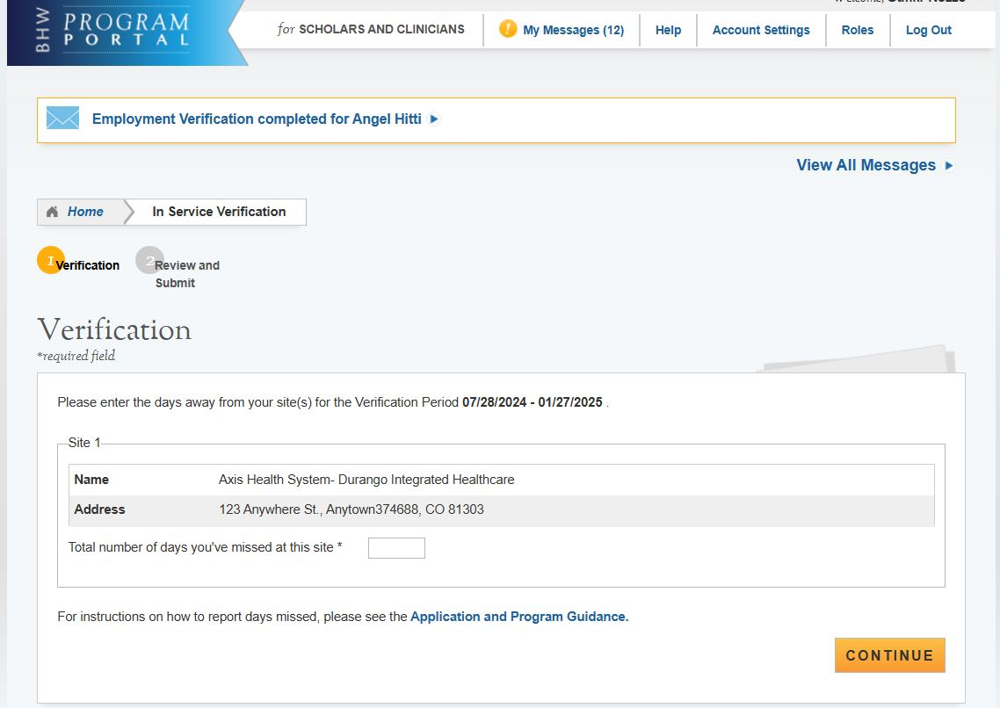 BHW PROGRAM PORTAL
for SCHOLARS AND CLINICIANS
! My Messages (12)
Help
Account Settings
Roles
Log Out
Employment Verification completed for Angel Hitti
View All Messages
Home
In Service Verification
1 Verification
2 Review and
Submit
Verification
*required field
Please enter the days away from your site(s) for the Verification Period 07/28/2024 - 01/27/2025 .
Site 1
Name Axis Health System- Durango Integrated Healthcare
Address 123 Anywhere St., Anytown374688, CO 81303
Total number of days you've missed at this site *
For instructions on how to report days missed, please see the Application and Program Guidance.
CONTINUE